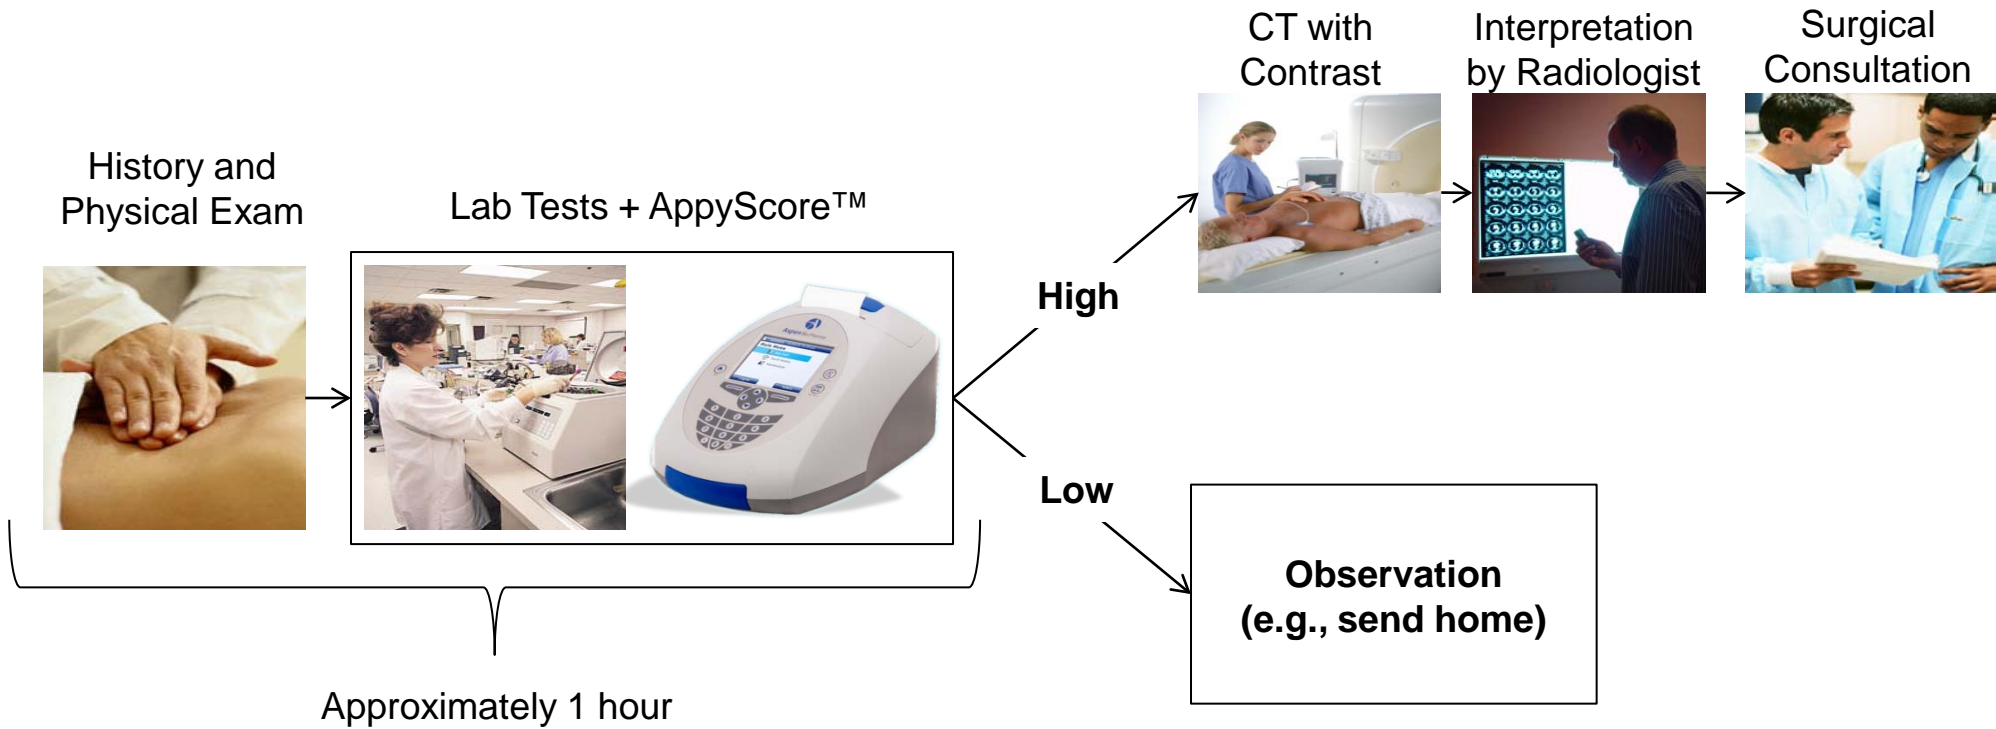 History and
Physical Exam
Lab Tests + AppyScore™
High
Low
CT with
Contrast
Interpretation
by Radiologist
Surgical
Consultation
Observation
(e.g., send home)
Approximately 1 hour